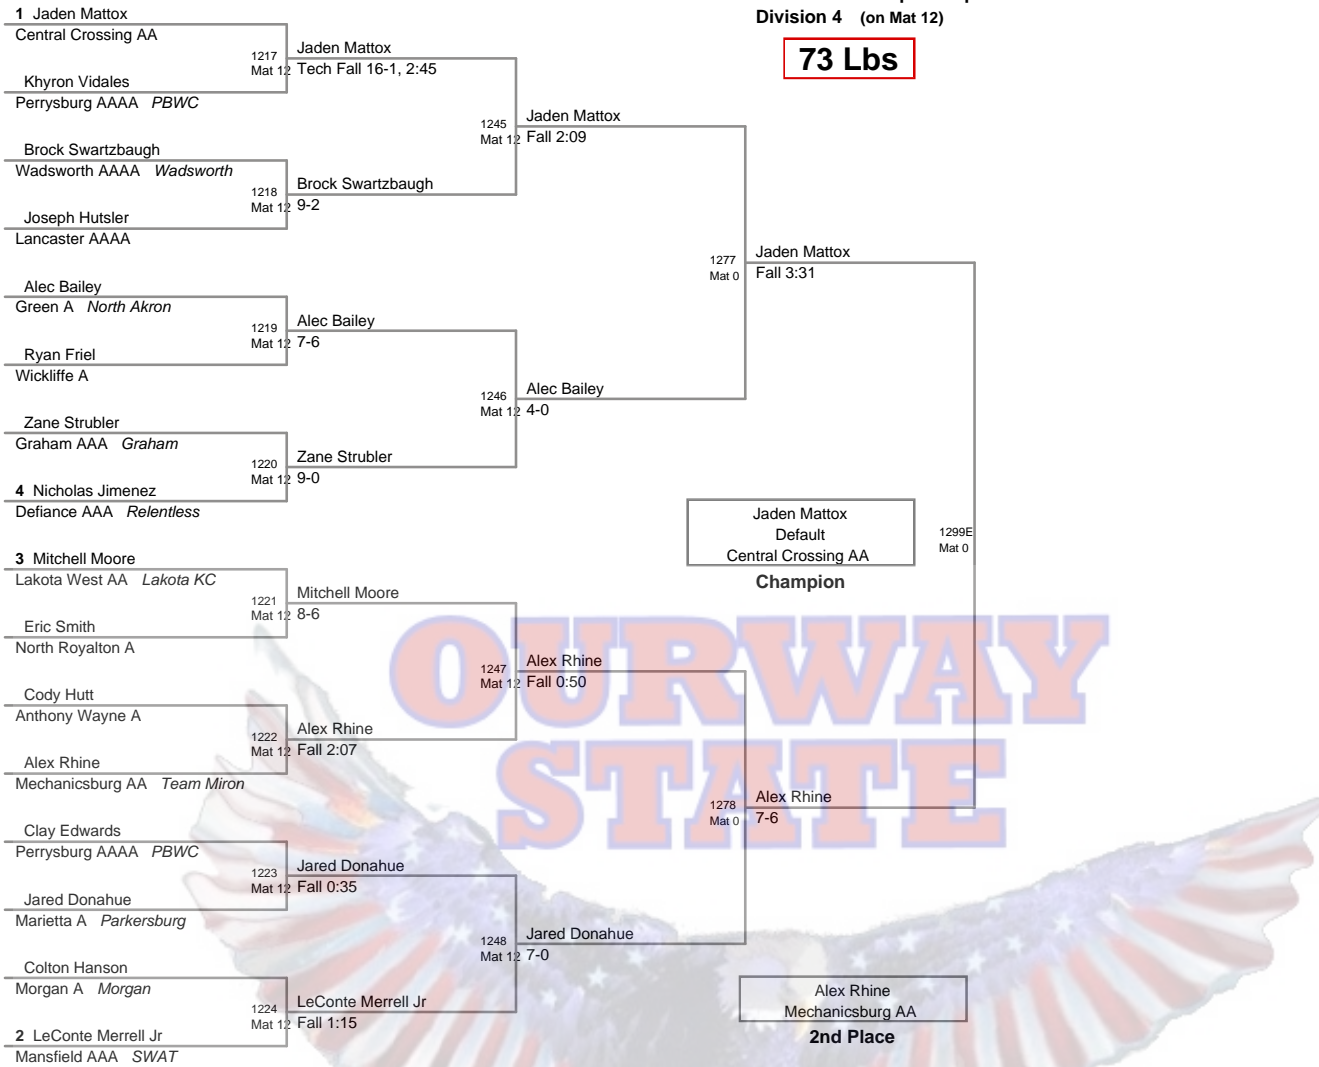 Division 4 (on Mat 12)
73 Lbs
1 Jaden Mattox
Central Crossing AA
1217
Mat 12
Jaden Mattox
Tech Fall 16-1, 2:45
Khyron Vidales
Perrysburg AAAA PBWC
1245
Mat 12
Jaden Mattox
Fall 2:09
Brock Swartzbaugh
Wadsworth AAAA Wadsworth
1218
Mat 12
Brock Swartzbaugh
9-2
Joseph Hutsler
Lancaster AAAA
1277
Mat 0
Jaden Mattox
Fall 3:31
Alec Bailey
Green A North Akron
1219
Mat 12
Alec Bailey
7-6
Ryan Friel
Wickliffe A
1246
Mat 12
Alec Bailey
4-0
Zane Strubler
Graham AAA Graham
1220
Mat 12
Zane Strubler
9-0
4 Nicholas Jimenez
Defiance AAA Relentless
Jaden Mattox
Default
Central Crossing AA
Champion
1299E
Mat 0
3 Mitchell Moore
Lakota West AA Lakota KC
1221
Mat 12
Mitchell Moore
8-6
Eric Smith
North Royalton A
1247
Mat 12
Alex Rhine
Fall 0:50
Cody Hutt
Anthony Wayne A
1222
Mat 12
Alex Rhine
Fall 2:07
Alex Rhine
Mechanicsburg AA Team Miron
OURWAY
STATE
1278
Mat 0
Alex Rhine
7-6
Clay Edwards
Perrysburg AAAA PBWC
1223
Mat 12
Jared Donahue
Fall 0:35
Jared Donahue
Marietta A Parkersburg
1248
Mat 12
Jared Donahue
7-0
Colton Hanson
Morgan A Morgan
1224
Mat 12
LeConte Merrell Jr
Fall 1:15
2 LeConte Merrell Jr
Mansfield AAA SWAT
Alex Rhine
Mechanicsburg AA
2nd Place